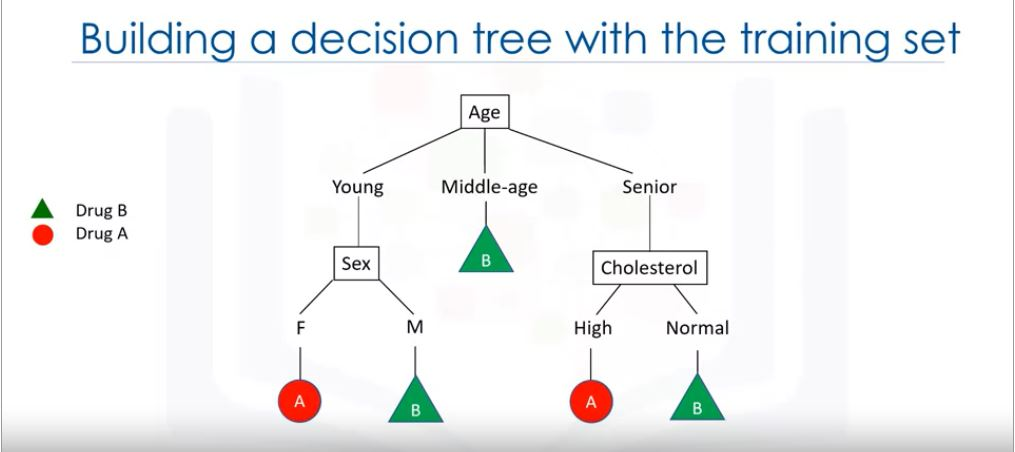 Building a decision tree with the training set
Age
Young Middle-age Senior
Drug B
Drug A
B
Sex
Cholesterol
F M High Normal
A B A B